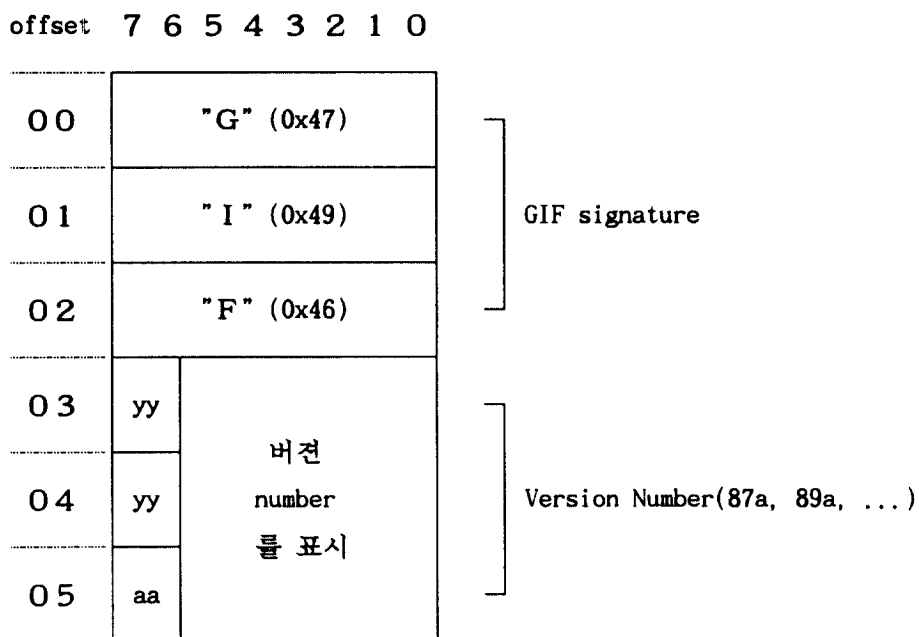 offset 7 6 5 4 3 2 1 0
00 "G" (0x47)
01 "I" (0x49) GIF signature
02 "F" (0x46)
03 yy
버젼
04 yy number Version Number(87a, 89a, ...)
를 표시
05 aa